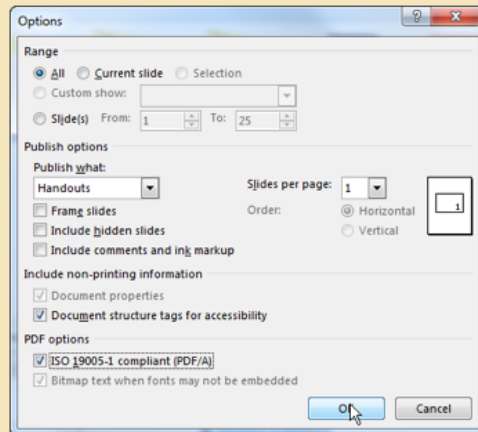 Options
?
x
Range
All Current slide Selection
Custom show:
Slide(s) From: 1 To: 25
Publish options
Publish what:
Handouts Slides per page: 1
Frame slides Order: Horizontal
Include hidden slides Vertical
Include comments and ink markup
1
Include non-printing information
Document properties
Document structure tags for accessibility
PDF options
ISO 19005-1 compliant (PDF/A)
Bitmap text when fonts may not be embedded
OK Cancel